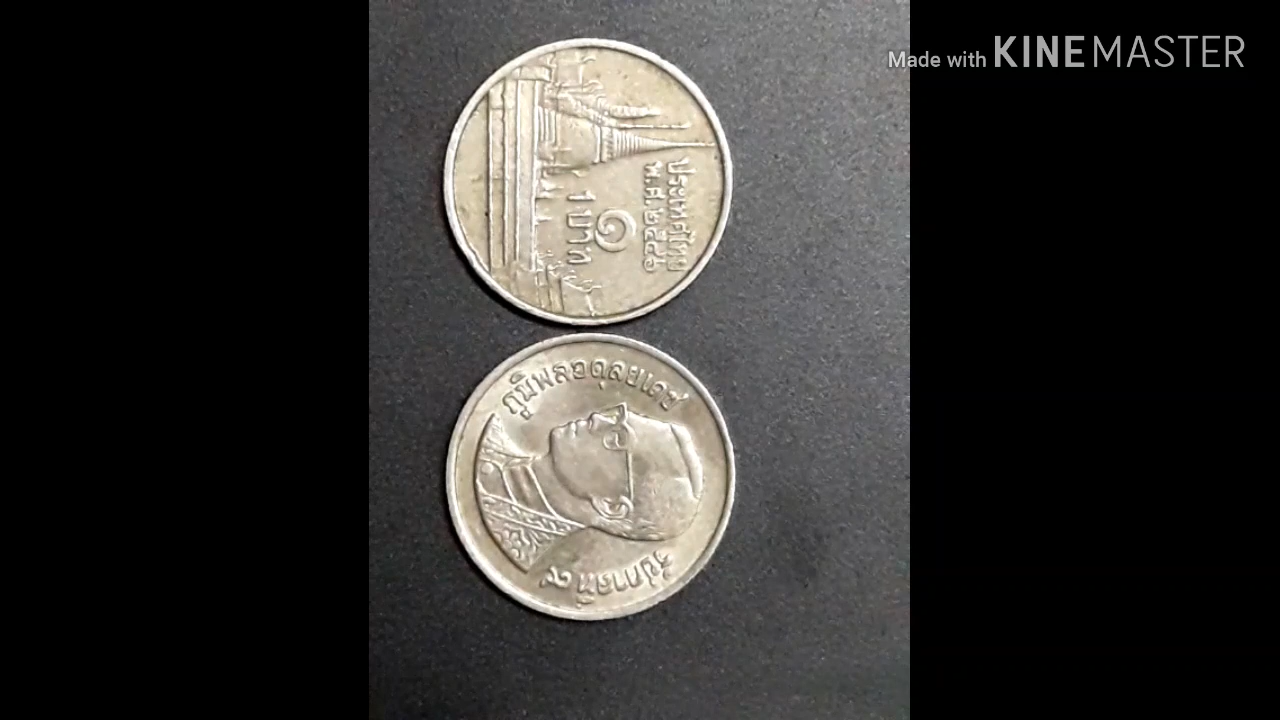 Made with KINEMASTER
ประเทศไทย
พ.ศ.๒๕๔๖
๑
1 บาท
ภูมิพลอดุลยเดช
รัชกาลที่ ๙